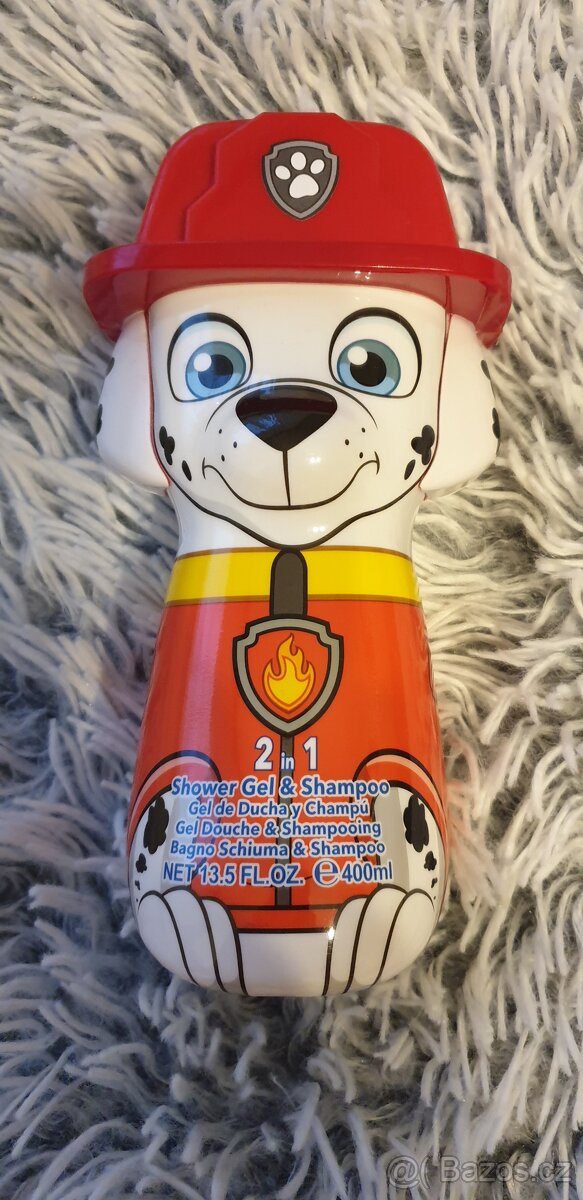 2 in 1
Shower Gel & Shampoo
Gel de Ducha y Champú
Gel Douche & Shampooing
Bagno Schiuma & Shampoo
NET 13.5 FL.OZ. ℮400ml
@ Bazos.cz